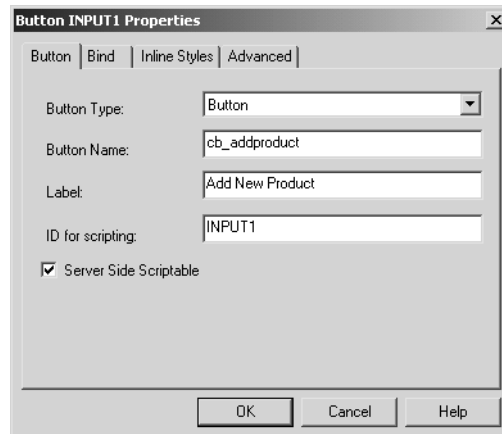 Button INPUT1 Properties
Button Bind Inline Styles Advanced
Button Type: Button
Button Name: cb_addproduct
Label: Add New Product
ID for scripting: INPUT1
Server Side Scriptable
OK Cancel Help